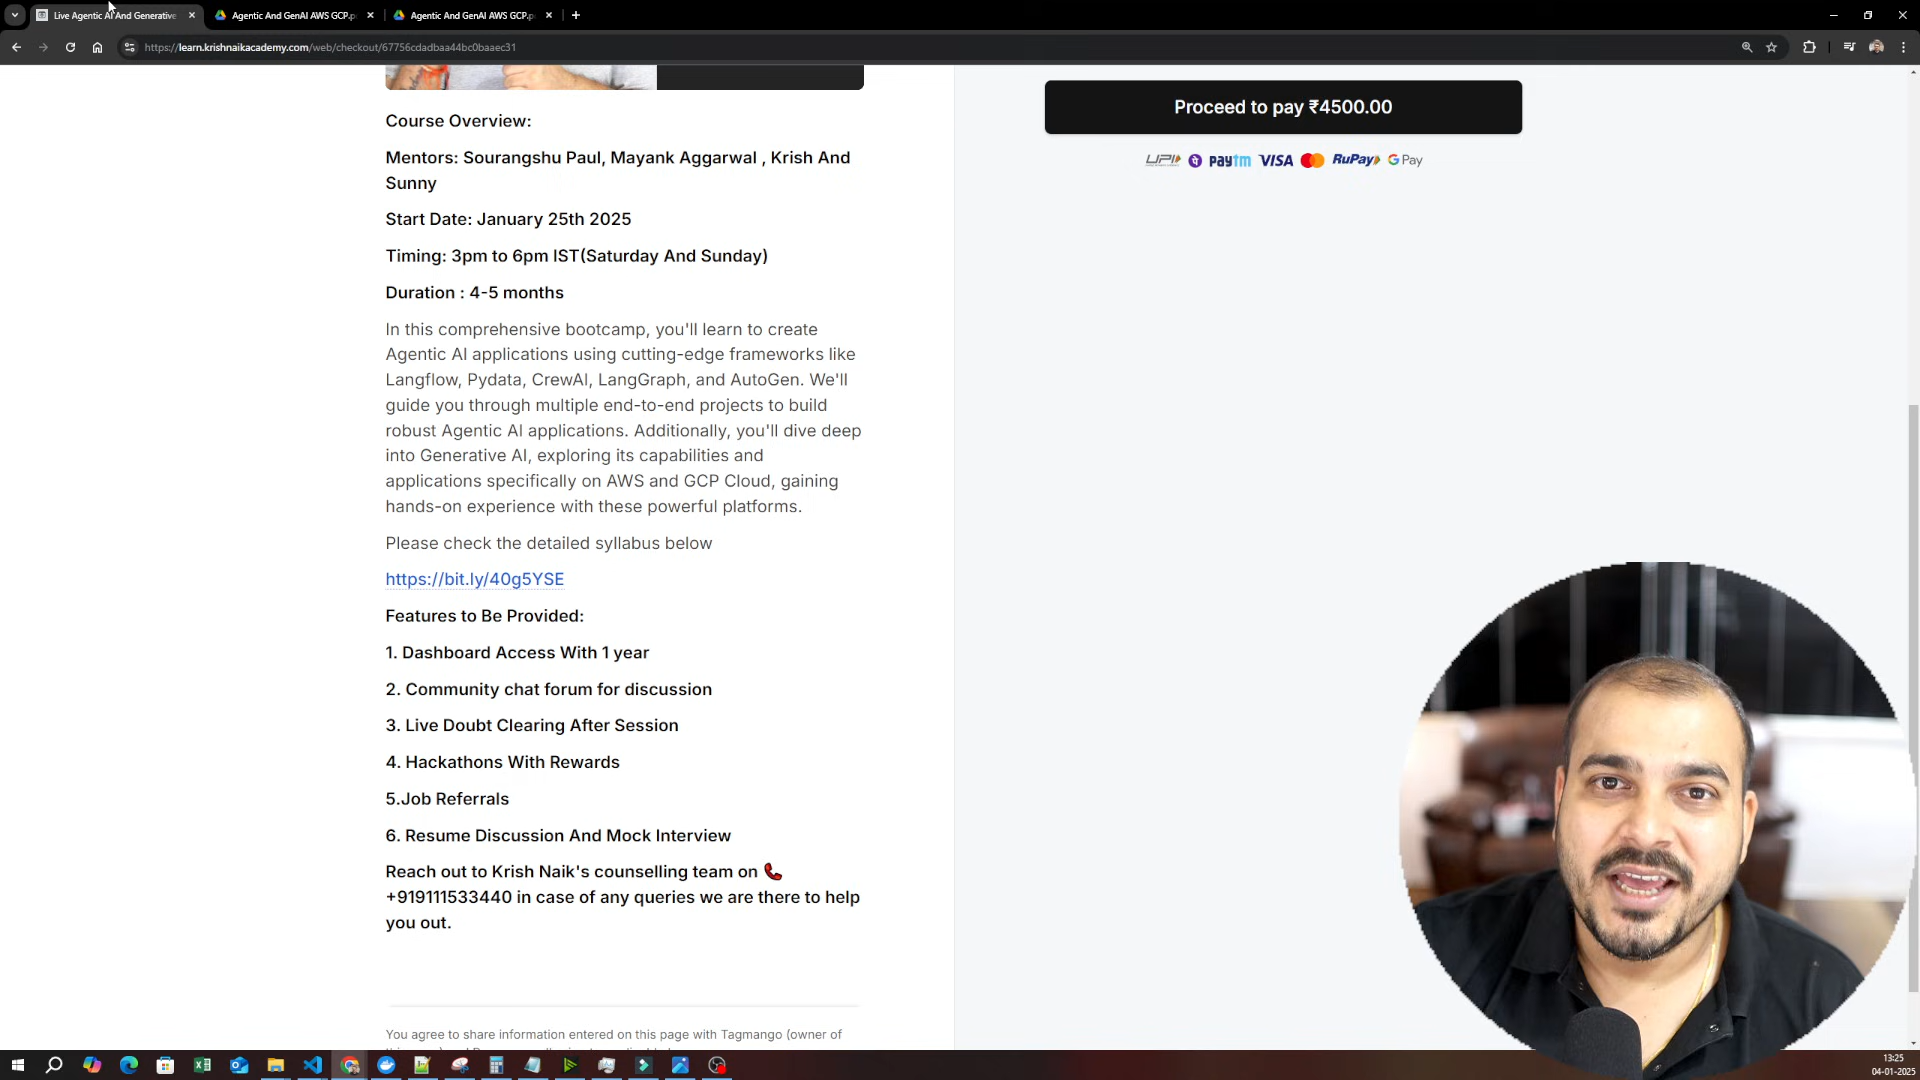 Live Agentic AI And Generative
Agentic And GenAI AWS GCP.p
Agentic And GenAI AWS GCP.p
https://learn.krishnaikacademy.com/web/checkout/67756cdadbaa44bc0baaec31
Proceed to pay ₹4500.00
UPI paytm VISA RuPay G Pay
Course Overview:
Mentors: Sourangshu Paul, Mayank Aggarwal , Krish And
Sunny
Start Date: January 25th 2025
Timing: 3pm to 6pm IST(Saturday And Sunday)
Duration : 4-5 months
In this comprehensive bootcamp, you'll learn to create
Agentic AI applications using cutting-edge frameworks like
Langflow, Pydata, CrewAI, LangGraph, and AutoGen. We'll
guide you through multiple end-to-end projects to build
robust Agentic AI applications. Additionally, you'll dive deep
into Generative AI, exploring its capabilities and
applications specifically on AWS and GCP Cloud, gaining
hands-on experience with these powerful platforms.
Please check the detailed syllabus below
https://bit.ly/40g5YSE
Features to Be Provided:
1. Dashboard Access With 1 year
2. Community chat forum for discussion
3. Live Doubt Clearing After Session
4. Hackathons With Rewards
5.Job Referrals
6. Resume Discussion And Mock Interview
Reach out to Krish Naik's counselling team on 📞
+919111533440 in case of any queries we are there to help
you out.
You agree to share information entered on this page with Tagmango (owner of
13:25
04-01-2025